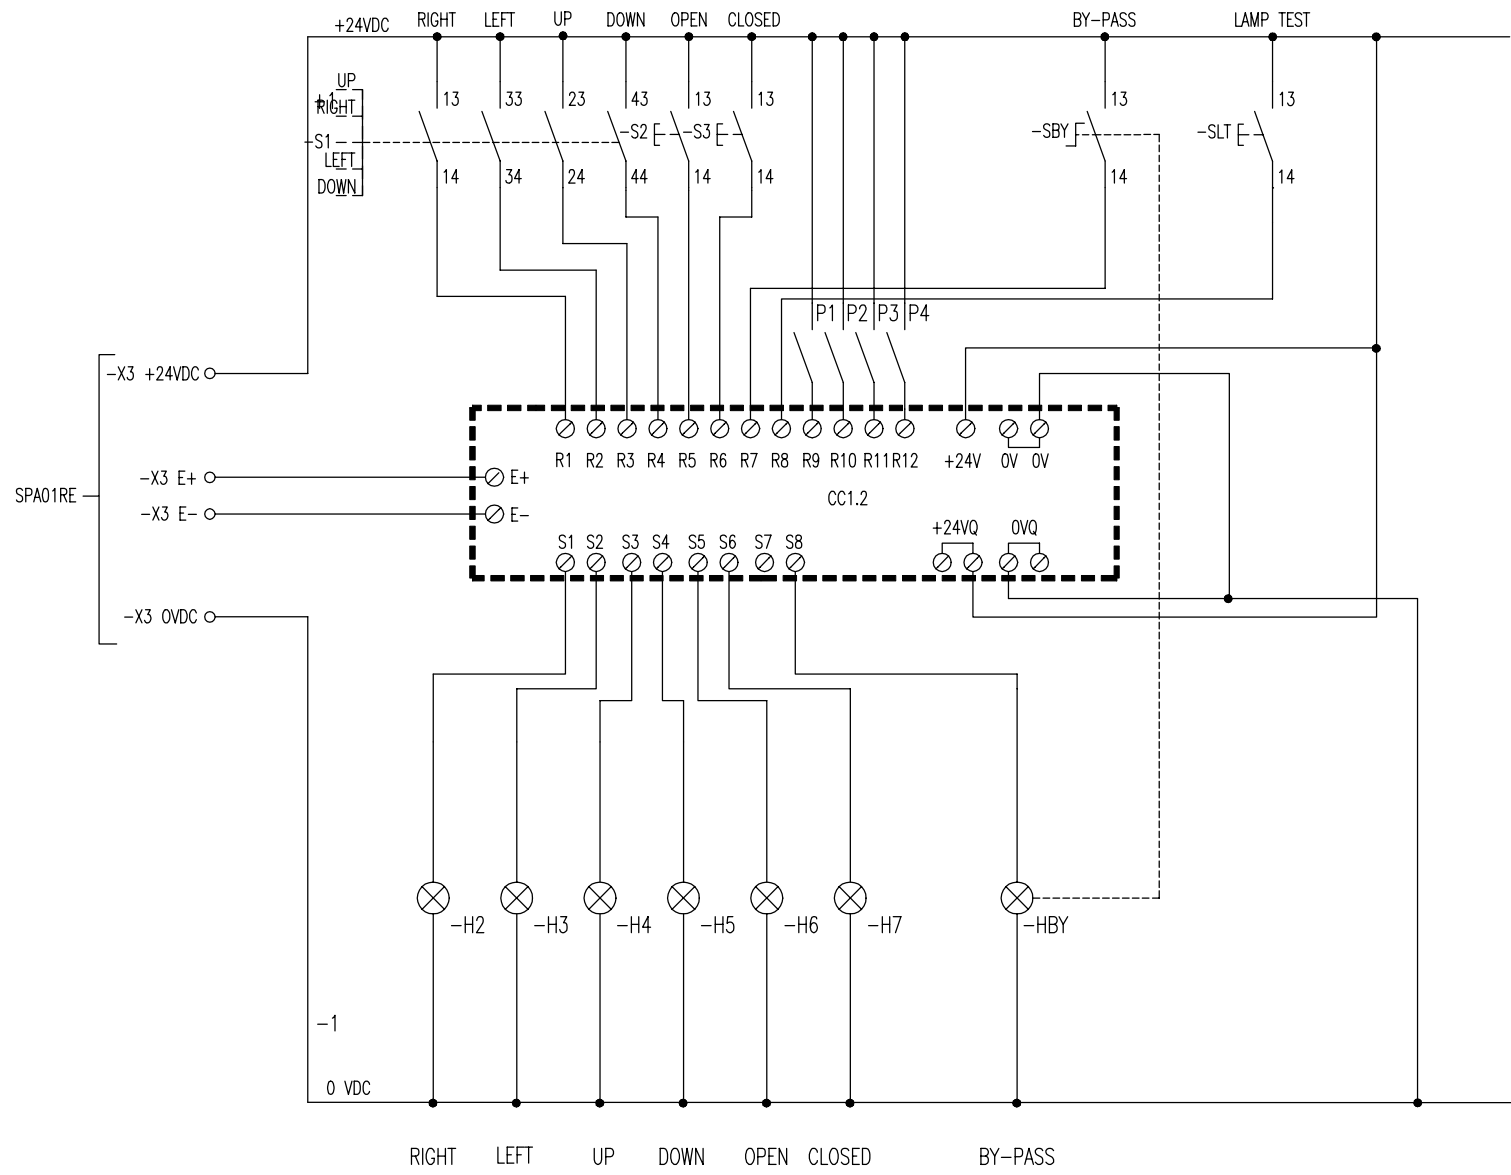 +24VDC RIGHT LEFT UP DOWN OPEN CLOSED BY-PASS LAMP TEST
UP
+1
RIGHT
13 33 23 43 13 13 13 13
-S1 -S2 -S3 -SBY -SLT
LEFT
DOWN
14 34 24 44 14 14 14 14
P1 P2 P3 P4
-X3 +24VDC
R1 R2 R3 R4 R5 R6 R7 R8 R9 R10 R11 R12 +24V 0V 0V
-X3 E+ E+
SPA01RE
CC1.2
-X3 E- E-
+24VQ 0VQ
S1 S2 S3 S4 S5 S6 S7 S8
-X3 0VDC
-H2 -H3 -H4 -H5 -H6 -H7 -HBY
-1
0 VDC
RIGHT LEFT UP DOWN OPEN CLOSED BY-PASS